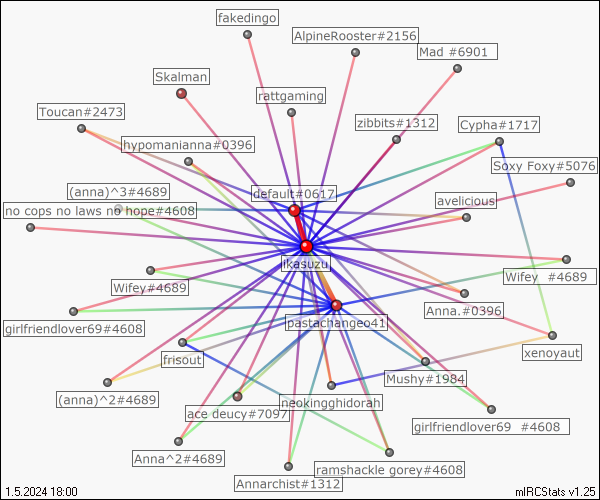 fakedingo
AlpineRooster#2156
Mad #6901
Skalman
rattgaming
Toucan#2473
zibbits#1312
Cypha#1717
hypomanianna#0396
Soxy Foxy#5076
(anna)^3#4689
default#0617
avelicious
no cops no laws no hope#4608
ikasuzu
Wifey #4689
Wifey#4689
Anna.#0396
girlfriendlover69#4608
pastachangeo41
xenoyaut
frisout
Mushy#1984
(anna)^2#4689
neokingghidorah
ace deucy#7097
girlfriendlover69 #4608
Anna^2#4689
ramshackle gorey#4608
Annarchist#1312
1.5.2024 18:00
mIRCStats v1.25